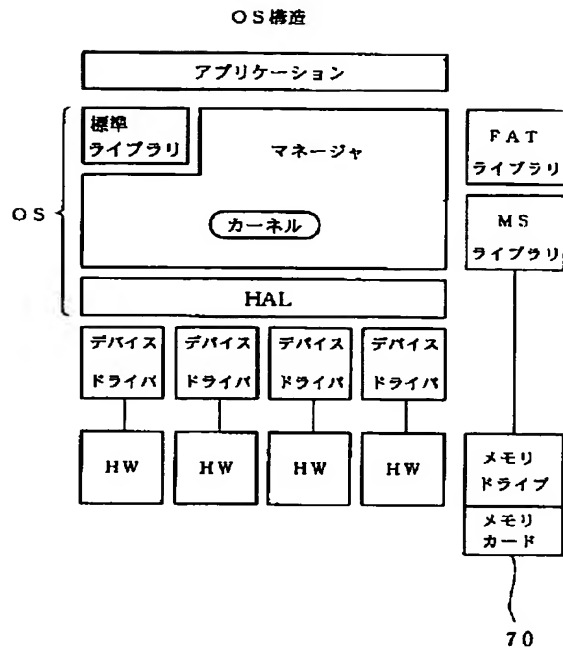 OS構造
アプリケーション
標準
ライブラリ
マネージャ
カーネル
OS
HAL
FAT
ライブラリ
MS
ライブラリ
デバイス
ドライバ
デバイス
ドライバ
デバイス
ドライバ
デバイス
ドライバ
HW
HW
HW
HW
メモリ
ドライブ
メモリ
カード
70